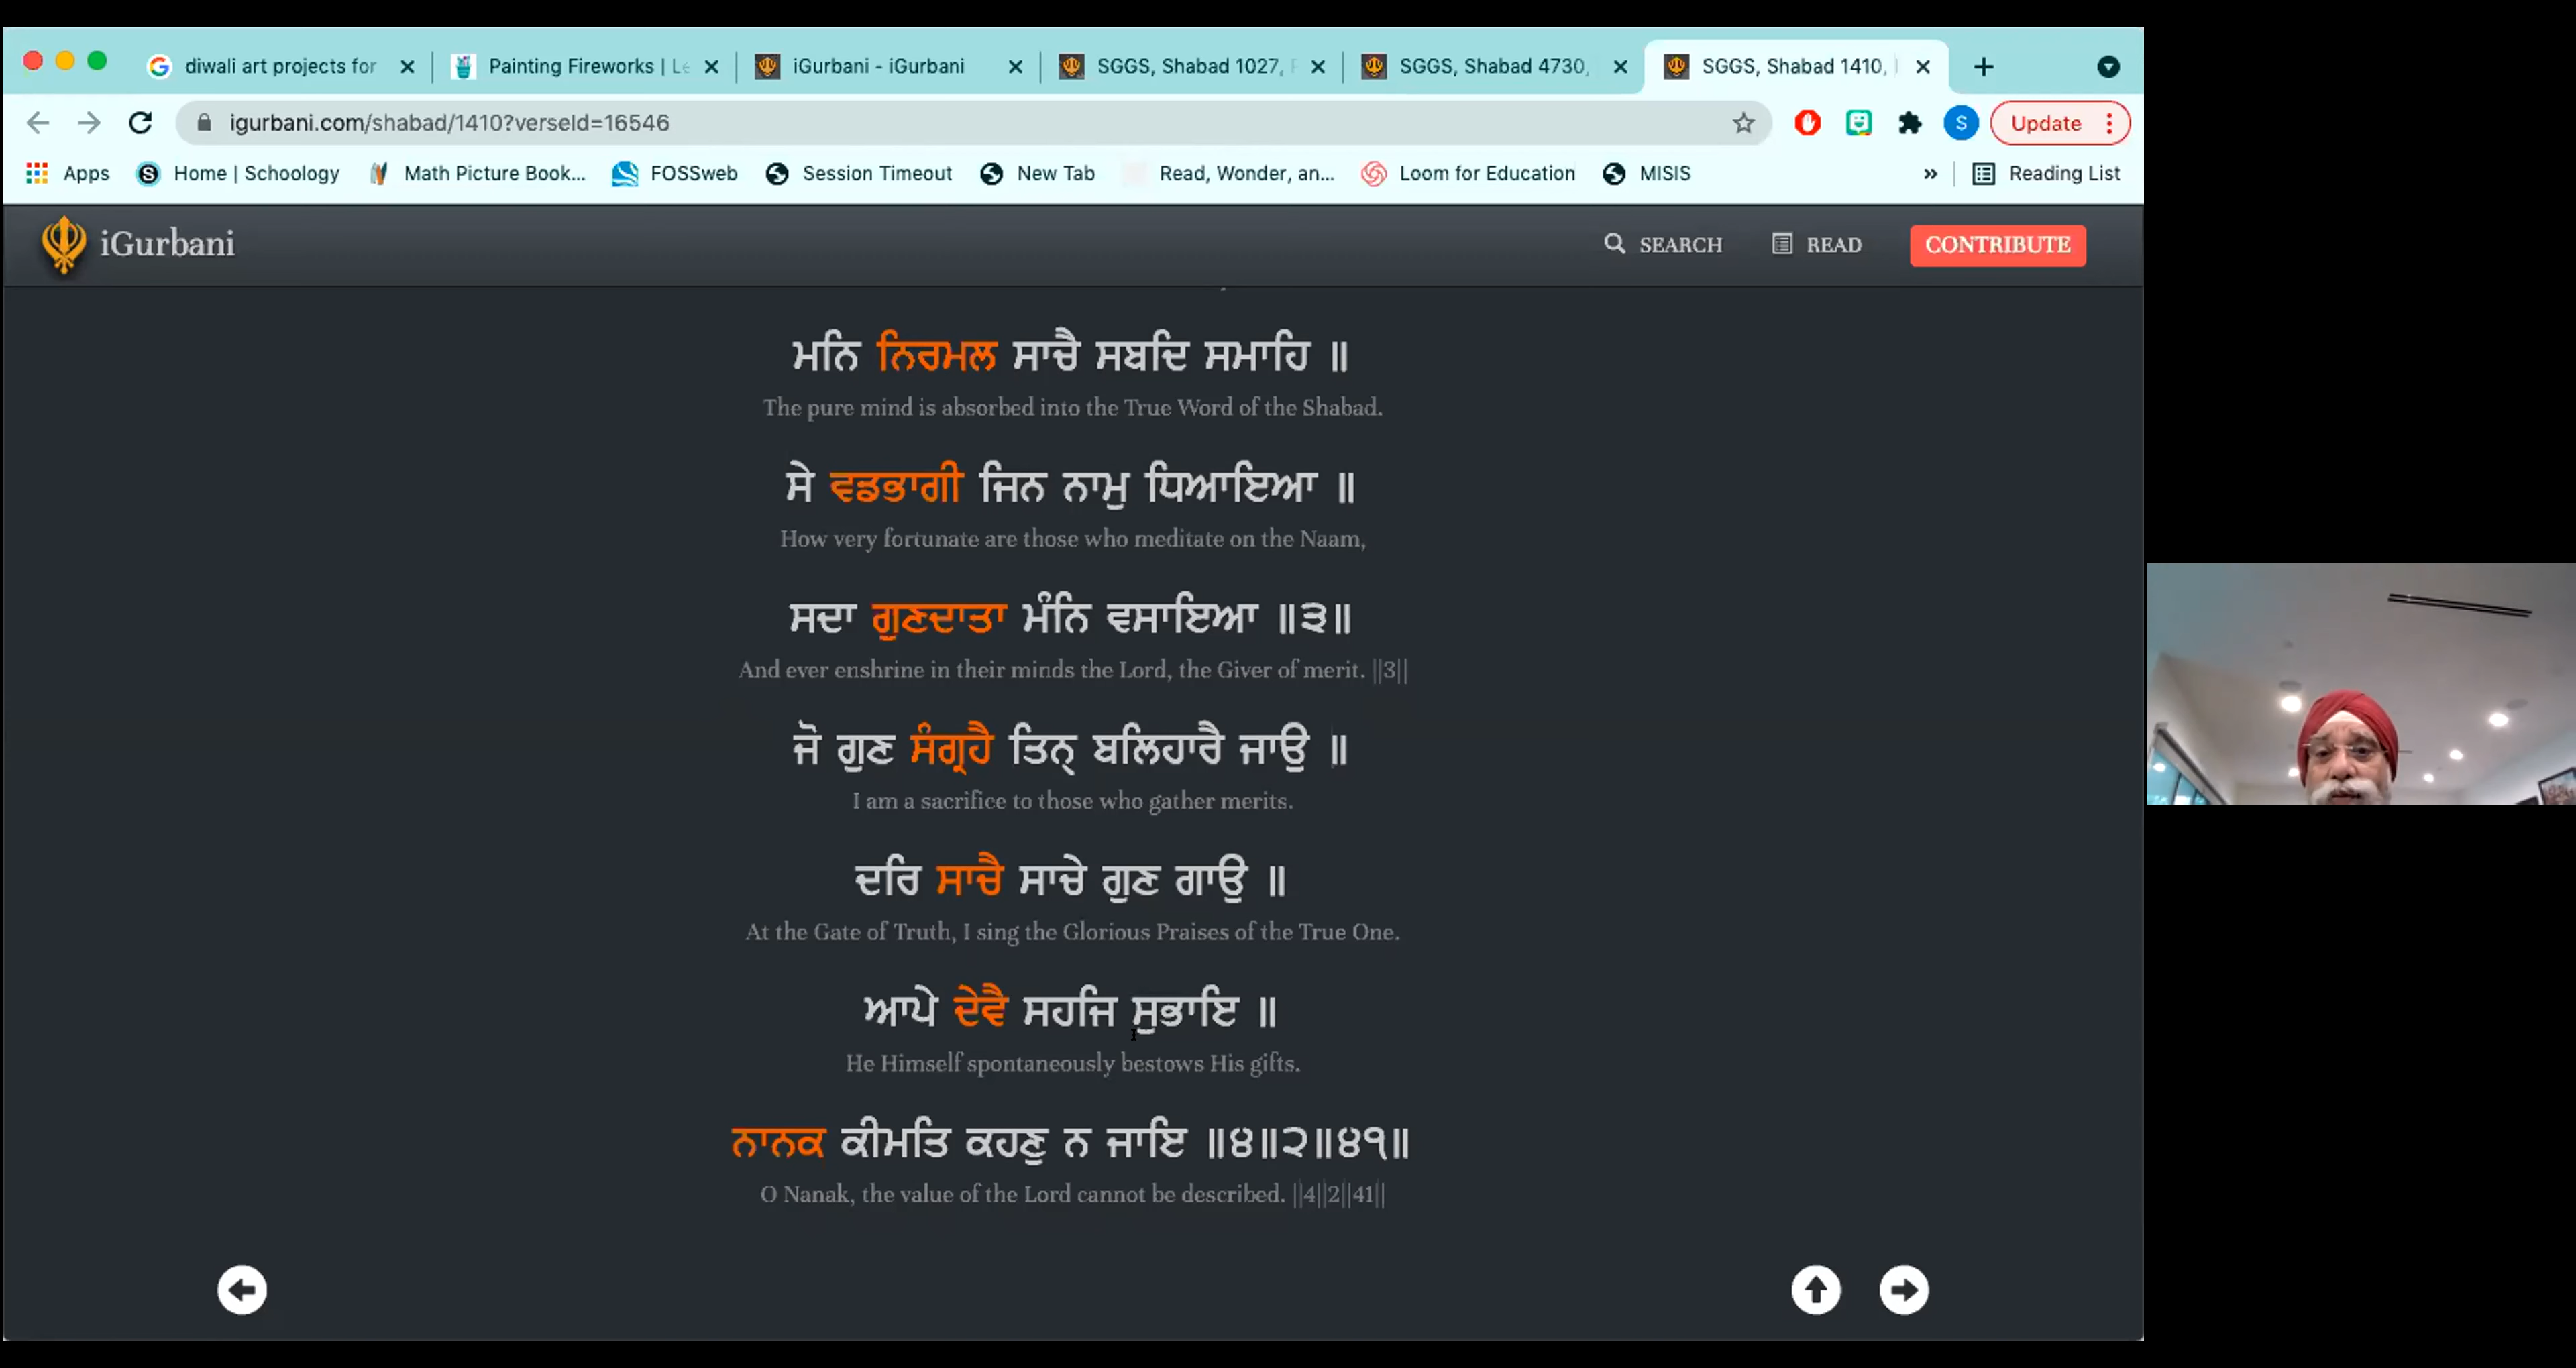 diwali art projects for
Painting Fireworks | Le
iGurbani - iGurbani
SGGS, Shabad 1027,
SGGS, Shabad 4730,
SGGS, Shabad 1410,
igurbani.com/shabad/1410?verseId=16546
S
Update
Apps
Home | Schoology
Math Picture Book...
FOSSweb
Session Timeout
New Tab
Read, Wonder, an...
Loom for Education
MISIS
»
Reading List
iGurbani
SEARCH
READ
CONTRIBUTE
ਮਨਿ ਨਿਰਮਲ ਸਾਚੈ ਸਬਦਿ ਸਮਾਹਿ ॥
The pure mind is absorbed into the True Word of the Shabad.
ਸੇ ਵਡਭਾਗੀ ਜਿਨ ਨਾਮੁ ਧਿਆਇਆ ॥
How very fortunate are those who meditate on the Naam,
ਸਦਾ ਗੁਣਦਾਤਾ ਮੰਨਿ ਵਸਾਇਆ ॥੩॥
And ever enshrine in their minds the Lord, the Giver of merit. ||3||
ਜੋ ਗੁਣ ਸੰਗ੍ਰਹੈ ਤਿਨ੍ ਬਲਿਹਾਰੈ ਜਾਉ ॥
I am a sacrifice to those who gather merits.
ਦਰਿ ਸਾਚੈ ਸਾਚੇ ਗੁਣ ਗਾਉ ॥
At the Gate of Truth, I sing the Glorious Praises of the True One.
ਆਪੇ ਦੇਵੈ ਸਹਜਿ ਸੁਭਾਇ ॥
He Himself spontaneously bestows His gifts.
ਨਾਨਕ ਕੀਮਤਿ ਕਹਣੁ ਨ ਜਾਇ ॥੪॥੨॥੪੧॥
O Nanak, the value of the Lord cannot be described. ||4||2||41||